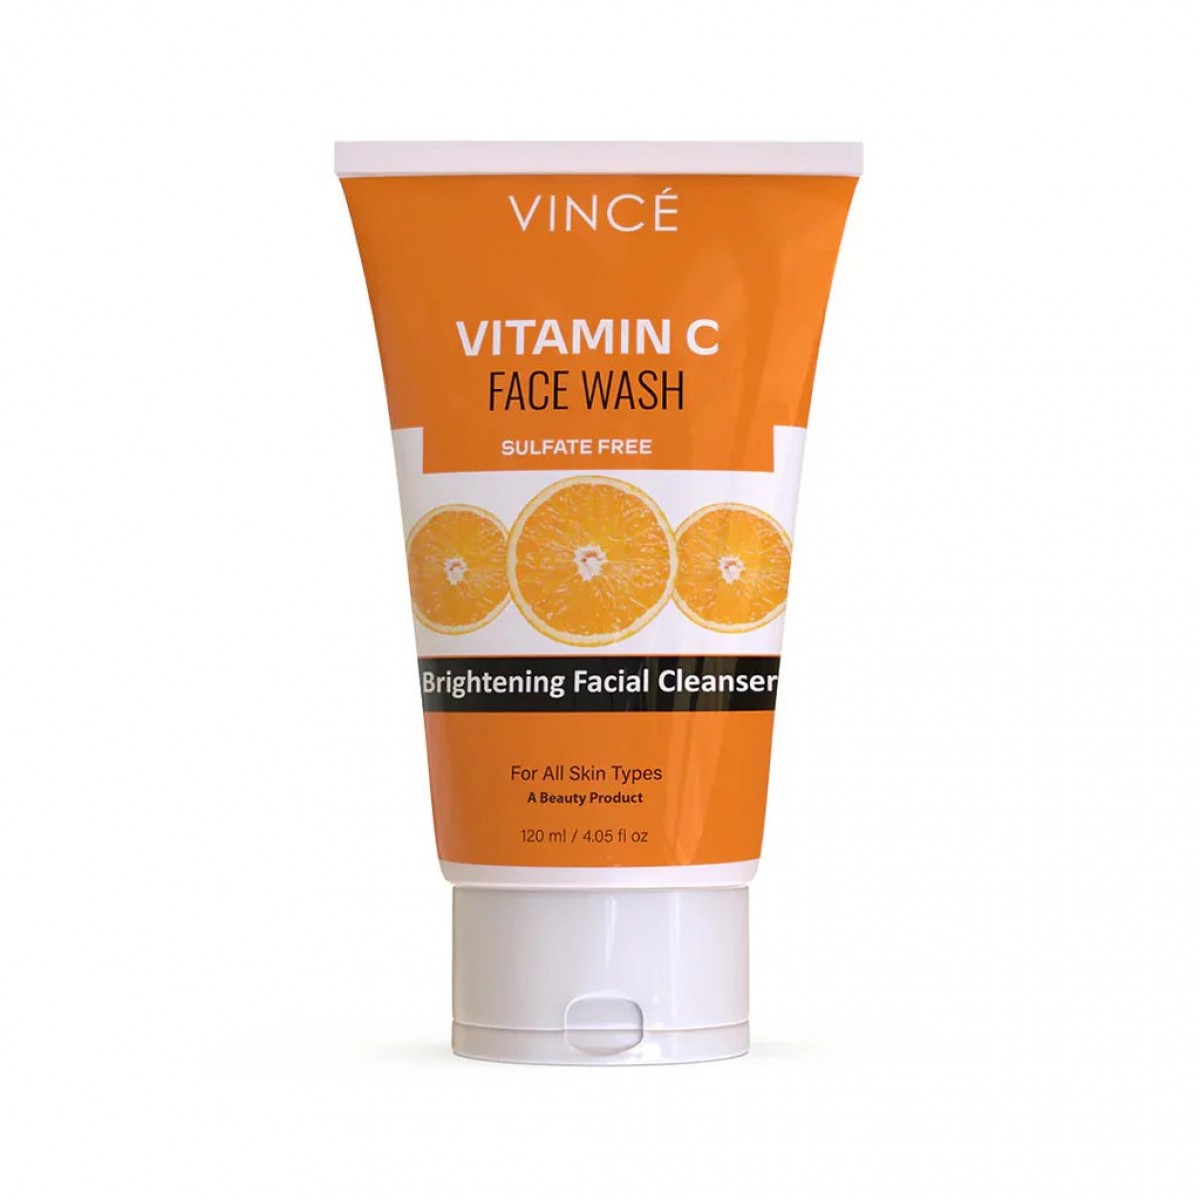 VINCÉ
VITAMIN C
FACE WASH
SULFATE FREE
Brightening Facial Cleanser
For All Skin Types
A Beauty Product
120 ml / 4.05 fl oz